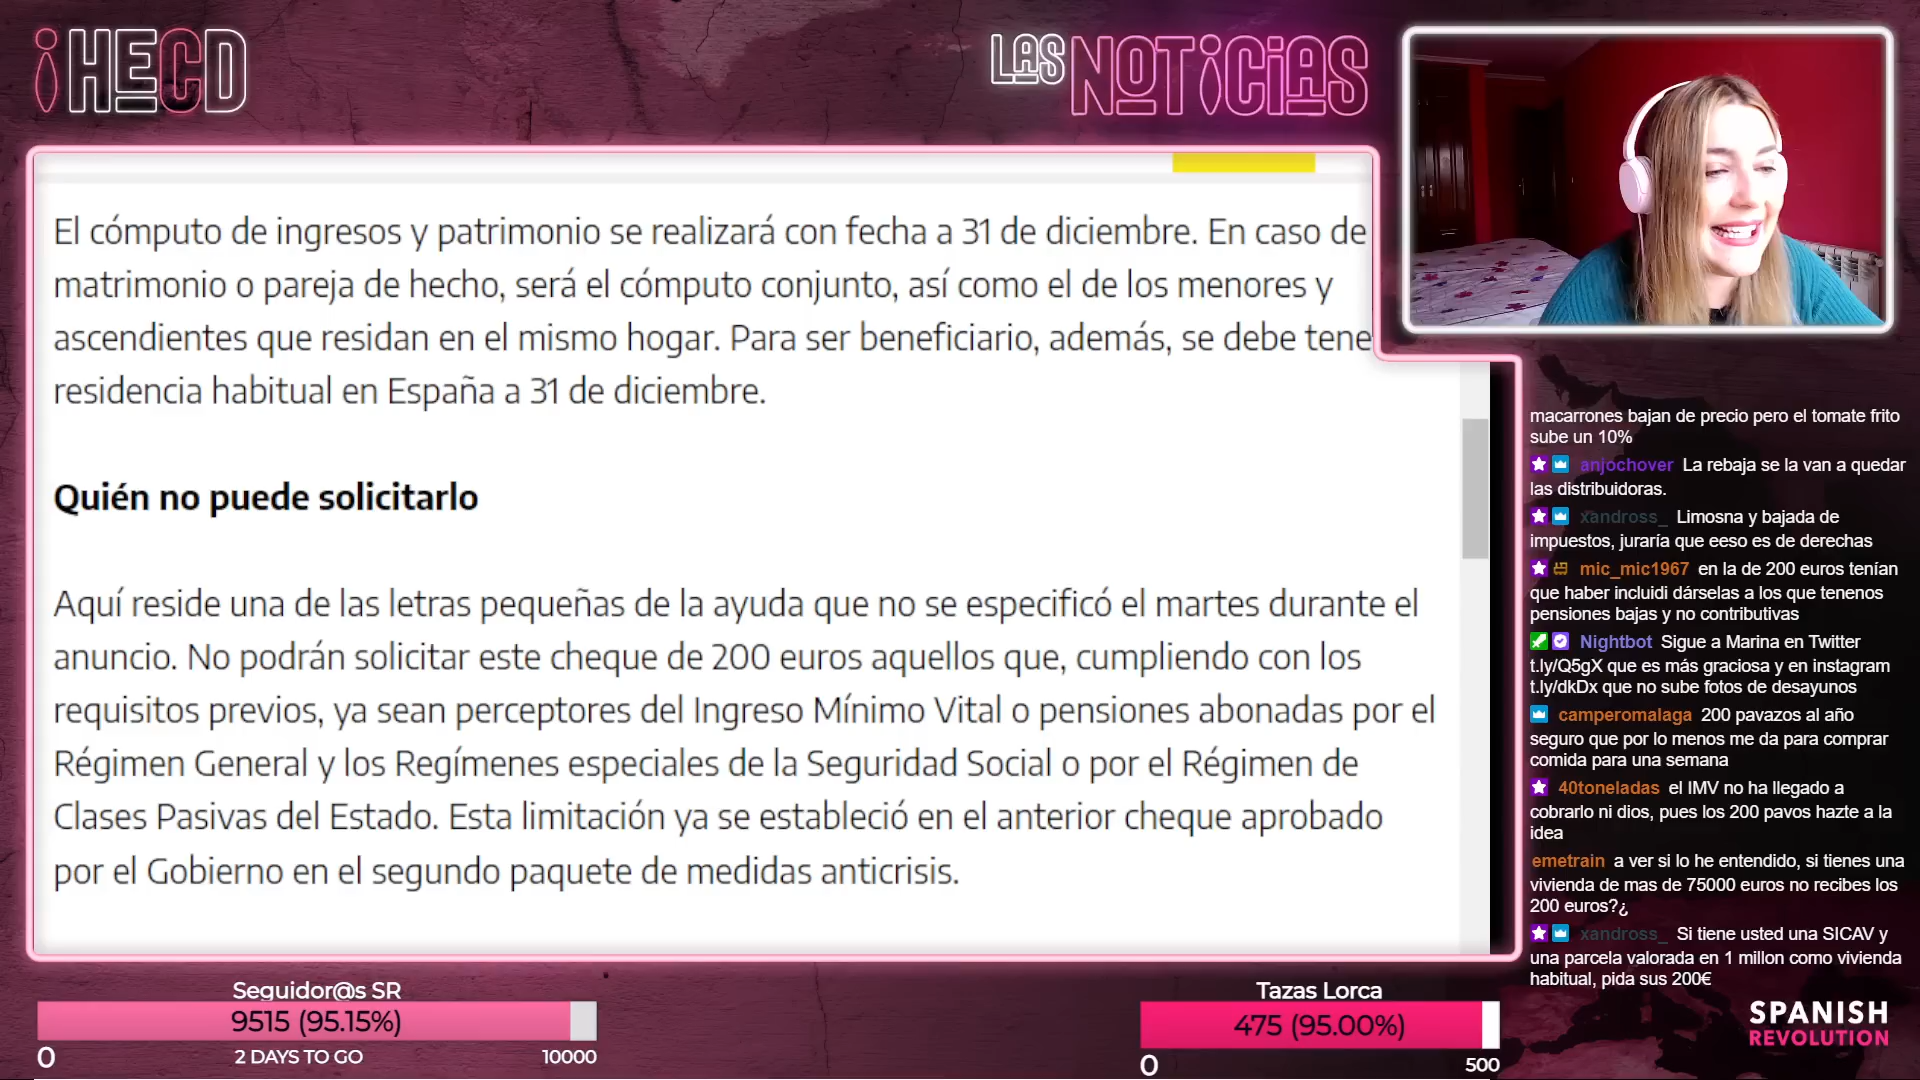 ¡HECD
LAS NOTICIAS
El cómputo de ingresos y patrimonio se realizará con fecha a 31 de diciembre. En caso de
matrimonio o pareja de hecho, será el cómputo conjunto, así como el de los menores y
ascendientes que residan en el mismo hogar. Para ser beneficiario, además, se debe tene
residencia habitual en España a 31 de diciembre.
Quién no puede solicitarlo
Aquí reside una de las letras pequeñas de la ayuda que no se especificó el martes durante el
anuncio. No podrán solicitar este cheque de 200 euros aquellos que, cumpliendo con los
requisitos previos, ya sean perceptores del Ingreso Mínimo Vital o pensiones abonadas por el
Régimen General y los Regímenes especiales de la Seguridad Social o por el Régimen de
Clases Pasivas del Estado. Esta limitación ya se estableció en el anterior cheque aprobado
por el Gobierno en el segundo paquete de medidas anticrisis.
macarrones bajan de precio pero el tomate frito
sube un 10%
anjochover La rebaja se la van a quedar
las distribuidoras.
xandross_ Limosna y bajada de
impuestos, juraría que eeso es de derechas
mic_mic1967 en la de 200 euros tenían
que haber incluidi dárselas a los que tenenos
pensiones bajas y no contributivas
Nightbot Sigue a Marina en Twitter
t.ly/Q5gX que es más graciosa y en instagram
t.ly/dkDx que no sube fotos de desayunos
camperomalaga 200 pavazos al año
seguro que por lo menos me da para comprar
comida para una semana
40toneladas el IMV no ha llegado a
cobrarlo ni dios, pues los 200 pavos hazte a la
idea
emetrain a ver si lo he entendido, si tienes una
vivienda de mas de 75000 euros no recibes los
200 euros?¿
xandross_ Si tiene usted una SICAV y
una parcela valorada en 1 millon como vivienda
habitual, pida sus 200€
Seguidor@s SR
9515 (95.15%)
0 2 DAYS TO GO 10000
Tazas Lorca
475 (95.00%)
0 500
SPANISH
REVOLUTION